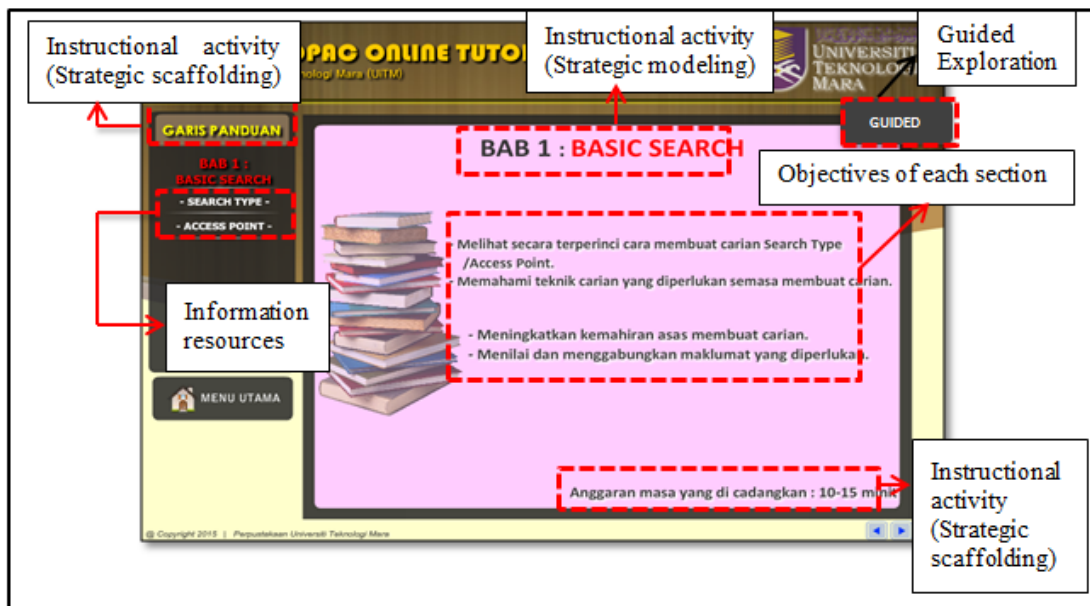 Instructional activity
(Strategic scaffolding)
OPAC ONLINE TUTOR
nologi Mara (UiTM)
Instructional activity
(Strategic modeling)
UNIVERSITI
TEKNOLOGI
MARA
Guided
Exploration
GARIS PANDUAN
GUIDED
BAB 1 : BASIC SEARCH
BAB 1 :
BASIC SEARCH
- SEARCH TYPE -
- ACCESS POINT -
Objectives of each section
- Melihat secara terperinci cara membuat carian Search Type
/Access Point.
- Memahami teknik carian yang diperlukan semasa membuat carian.
- Meningkatkan kemahiran asas membuat carian.
- Menilai dan menggabungkan maklumat yang diperlukan.
Information
resources
MENU UTAMA
Anggaran masa yang di cadangkan : 10-15 minit
Instructional
activity
(Strategic
scaffolding)
@ Copyright 2015 | Perpustakaan Universiti Teknologi Mara